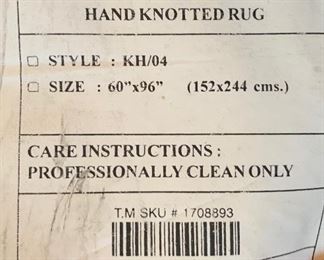 HAND KNOTTED RUG
☐ STYLE : KH/04
☐ SIZE : 60"x96" (152x244 cms.)
CARE INSTRUCTIONS :
PROFESSIONALLY CLEAN ONLY
T.M SKU # 1708893